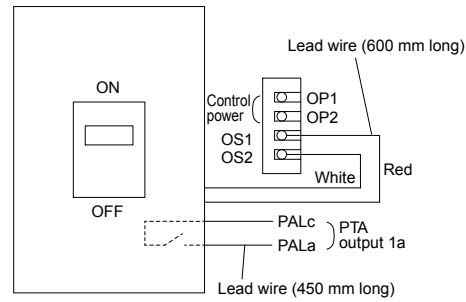 Lead wire (600 mm long)
ON
Control
power
OP1
OP2
OS1
OS2
White
Red
OFF
PALc
PTA
output 1a
PALa
Lead wire (450 mm long)